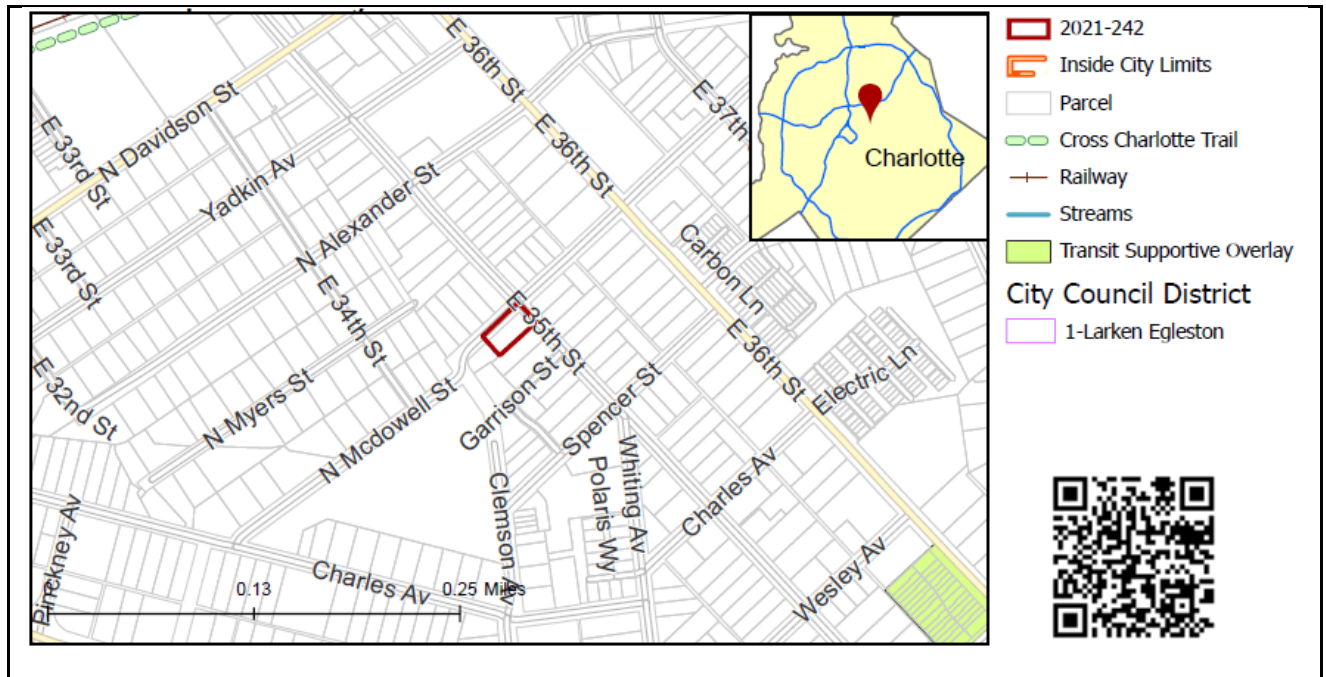 E 36th St
E 33rd St
N Davidson St
E 37th
E 36th St
Yadkin Av
N Alexander St
Charlotte
E 33rd St
Carbon Ln
E 34th St
E 35th St
E 36th St
E 32nd St
N Myers St
N Mcdowell St
Garrison St
Spencer St
Electric Ln
Whiting Av
Polaris Wy
Clemson Av
Charles Av
Pinckney Av
Charles Av
Wesley Av
0.13
0.25 Miles
2021-242
Inside City Limits
Parcel
Cross Charlotte Trail
Railway
Streams
Transit Supportive Overlay
City Council District
1-Larken Egleston